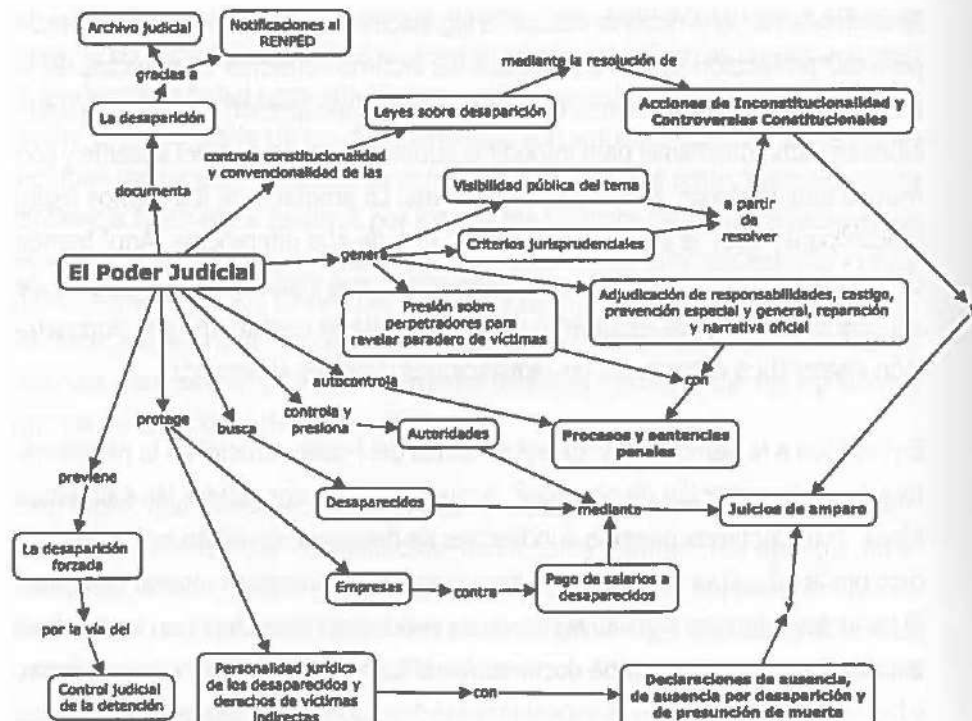 Archivo Judicial
Notificaciones al
RENPED
gracias a
mediante la resolución de
La desaparición
Leyes sobre desaparición
Acciones de Inconstitucionalidad y
Controversias Constitucionales
controla constitucionalidad
y convencionalidad de las
documenta
Visibilidad pública del tema
a partir
de
resolver
Criterios jurisprudenciales
El Poder Judicial
genera
Presión sobre
perpetradores para
revelar paradero de víctimas
Adjudicación de responsabilidades, castigo,
prevención especial y general, reparación
y narrativa oficial
autocontrola
con
protege
busca
controla y
presiona
Autoridades
Procesos y sentencias
penales
previene
Desaparecidos
mediante
Juicios de amparo
La desaparición
forzada
Empresas
contra
Pago de salarios a
desaparecidos
por la vía del
Control judicial
de la detención
Personalidad jurídica
de los desaparecidos y
derechos de víctimas
indirectas
con
Declaraciones de ausencia,
de ausencia por desaparición y
de presunción de muerte